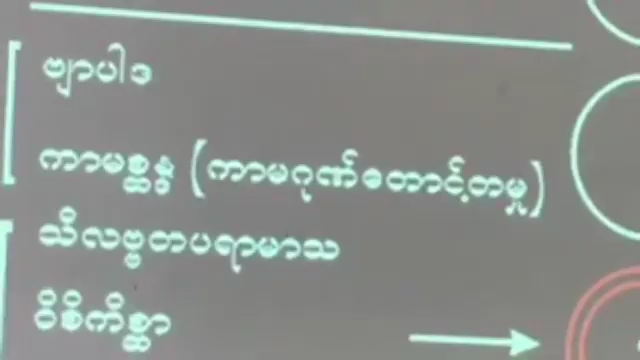 ဗျာပါဒ
ကာမစ္ဆန္ဒ (ကာမဂုဏ်တောင့်တမှု)
သီလဗ္ဗတပရာမာသ
ဝိစိကိစ္ဆာ